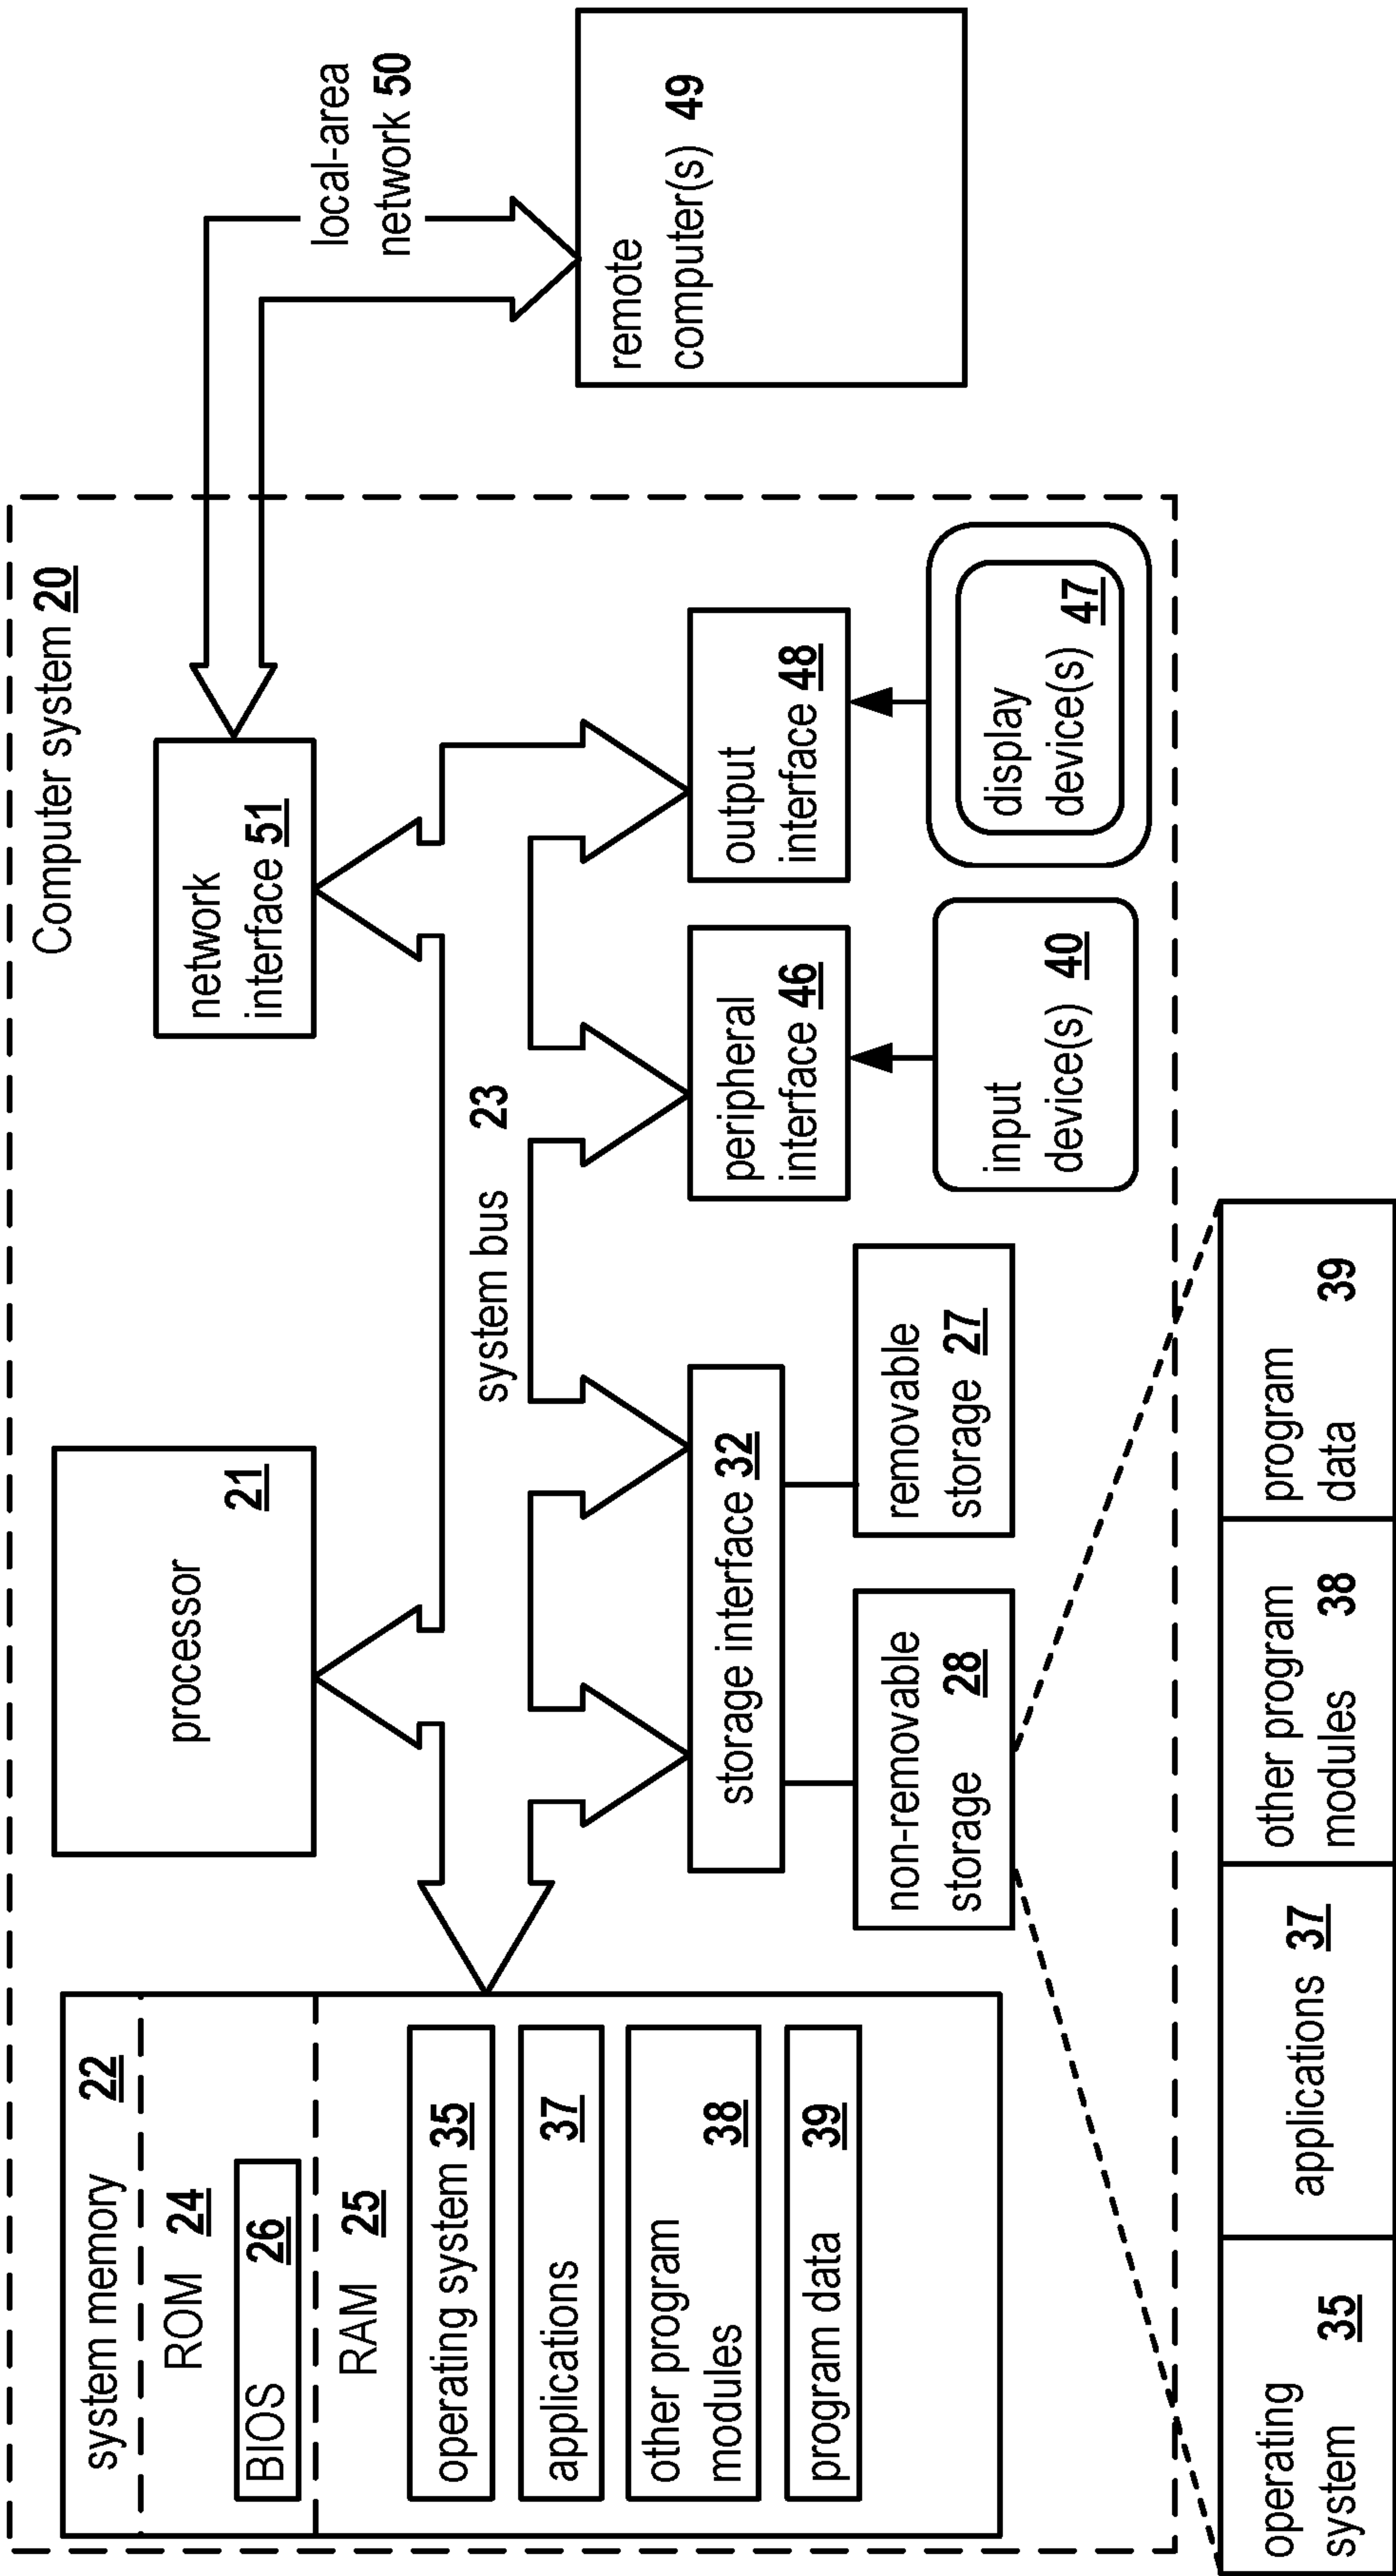 Computer system 20
system memory 22
ROM 24
BIOS 26
RAM 25
operating system 35
applications 37
other program
modules 38
program data 39
processor
21
network
interface 51
local-area
network 50
system bus 23
storage interface 32
non-removable
storage 28
removable
storage 27
peripheral
interface 46
output
interface 48
input
device(s) 40
display
device(s) 47
remote
computer(s) 49
operating
system 35
applications 37
other program
modules 38
program
data 39